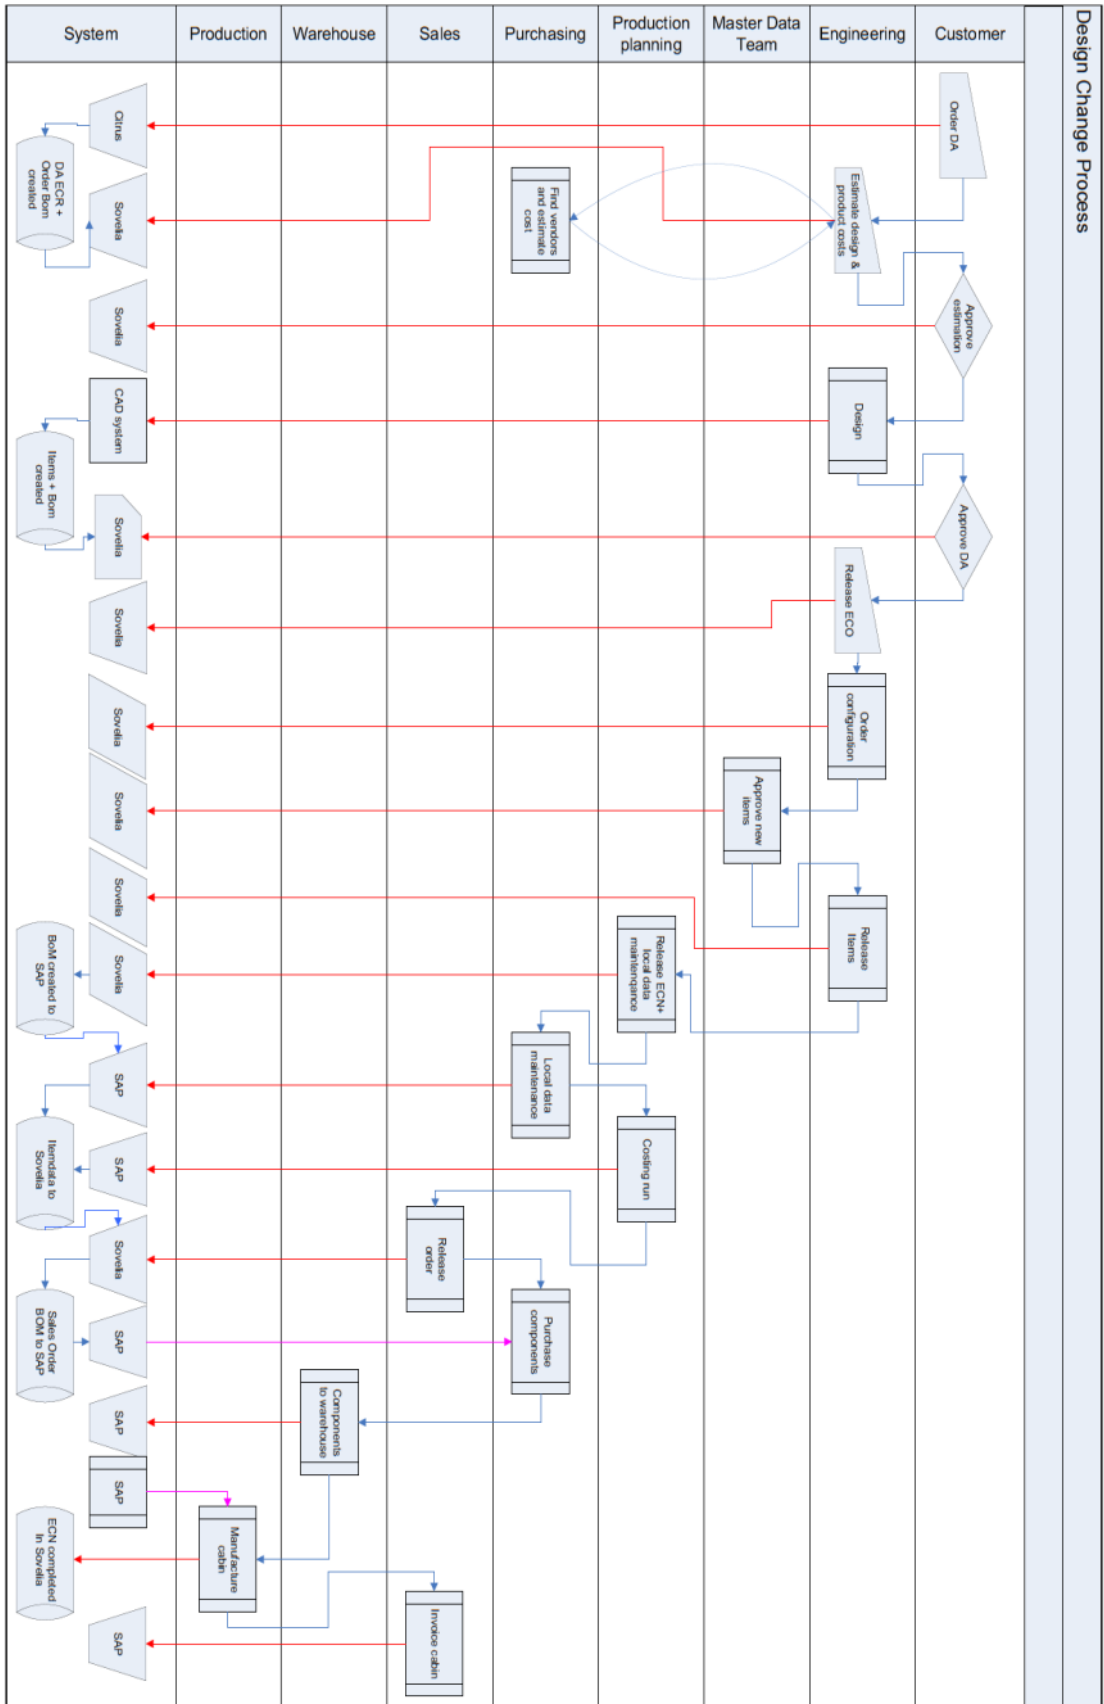 Design Change Process
System
Production
Warehouse
Sales
Purchasing
Production
planning
Master Data
Team
Engineering
Customer
Order DA
Citrus
DA ECR +
Order Bom
created
Estimate design &
product costs
Find vendors
and estimate
cost
Sovelia
Approve
estimation
Sovelia
Design
CAD system
Items + Bom
created
Approve DA
Sovelia
Release ECO
Sovelia
Order
configuration
Sovelia
Approve new
items
Sovelia
Release
Items
Sovelia
Release ECN+
local data
maintenqance
Sovelia
BoM created to
SAP
Local data
maintenance
SAP
Itemdata to
Sovelia
Costing run
SAP
Release
order
Sovelia
Sales Order
BOM to SAP
Purchase
components
SAP
Components
to warehouse
SAP
SAP
Manufacture
cabin
ECN completed
In Sovelia
Invoice cabin
SAP